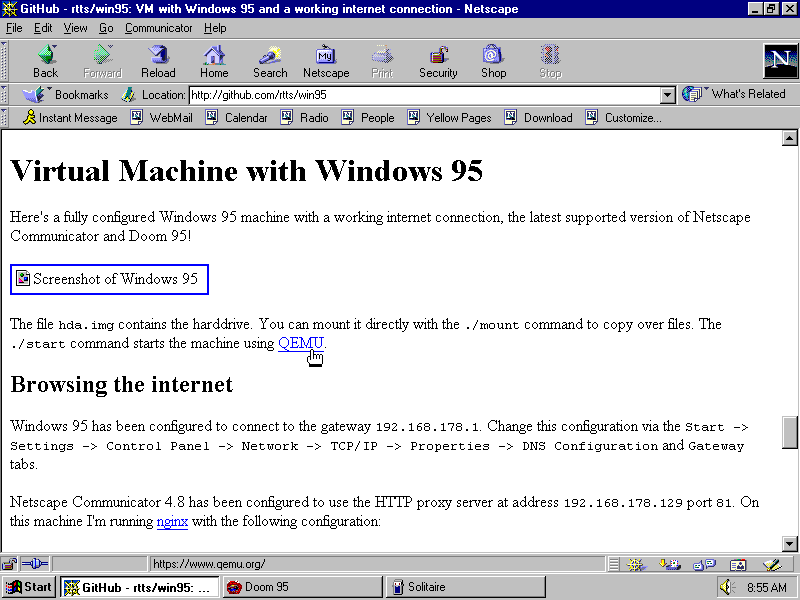 GitHub - rtts/win95: VM with Windows 95 and a working internet connection - Netscape
File Edit View Go Communicator Help
Back Forward Reload Home Search Netscape Print Security Shop Stop
My
N
Bookmarks Location: http://github.com/rtts/win95 What's Related
Instant Message WebMail Calendar Radio People Yellow Pages Download Customize...
Virtual Machine with Windows 95
Here's a fully configured Windows 95 machine with a working internet connection, the latest supported version of Netscape
Communicator and Doom 95!
Screenshot of Windows 95
The file hda.img contains the harddrive. You can mount it directly with the ./mount command to copy over files. The
./start command starts the machine using QEMU.
Browsing the internet
Windows 95 has been configured to connect to the gateway 192.168.178.1. Change this configuration via the Start ->
Settings -> Control Panel -> Network -> TCP/IP -> Properties -> DNS Configuration and Gateway
tabs.
Netscape Communicator 4.8 has been configured to use the HTTP proxy server at address 192.168.178.129 port 81. On
this machine I'm running nginx with the following configuration:
https://www.qemu.org/
Start GitHub - rtts/win95: ... Doom 95 Solitaire 8:55 AM